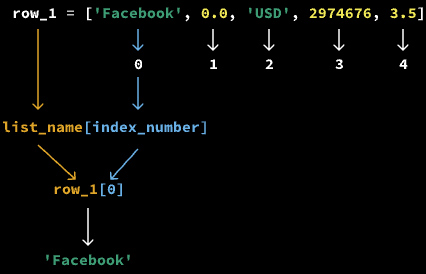 row_1 = ['Facebook', 0.0, 'USD', 2974676, 3.5]
0 1 2 3 4
list_name[index_number]
row_1[0]
'Facebook'